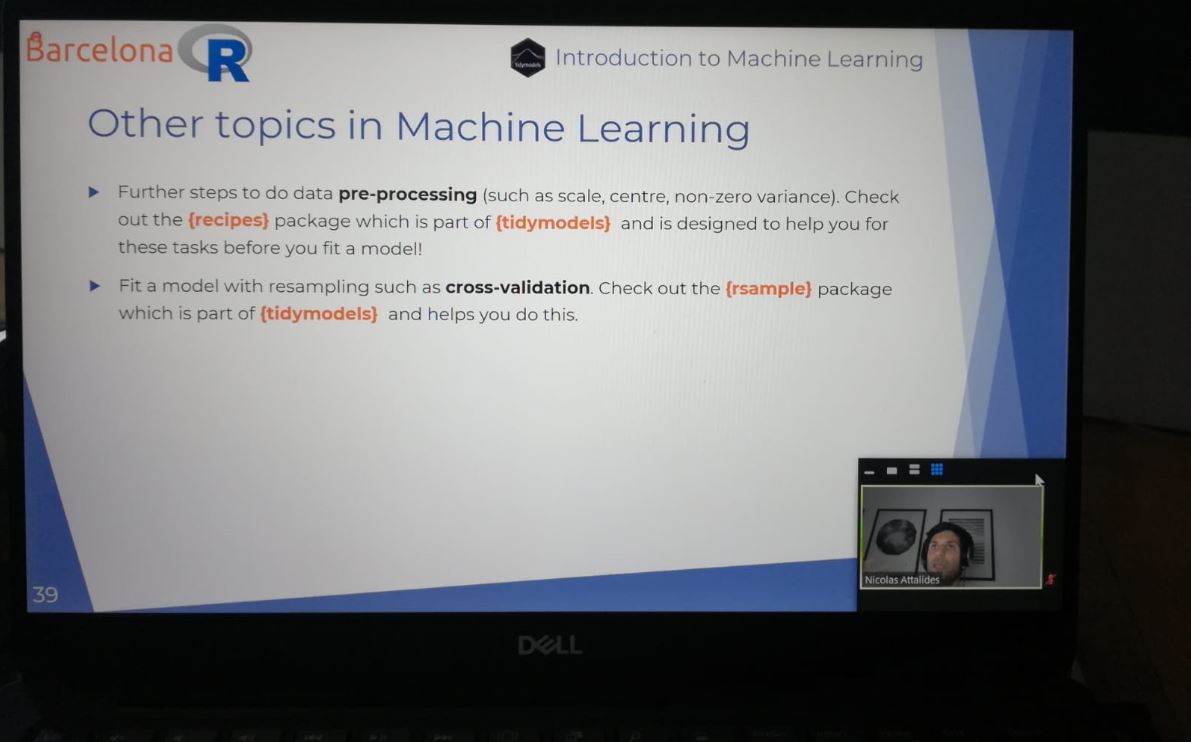 Barcelona R
Tidymodels
Introduction to Machine Learning
Other topics in Machine Learning
Further steps to do data pre-processing (such as scale, centre, non-zero variance). Check
out the {recipes} package which is part of {tidymodels} and is designed to help you for
these tasks before you fit a model!
Fit a model with resampling such as cross-validation. Check out the {rsample} package
which is part of {tidymodels} and helps you do this.
Nicolas Attalides
39
DELL